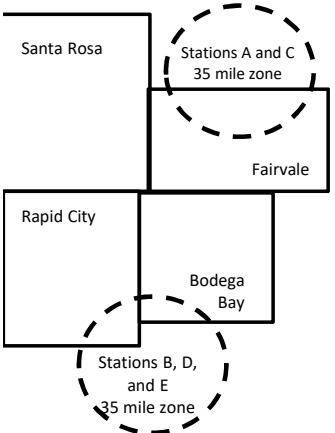 Santa Rosa
Stations A and C
35 mile zone
Fairvale
Rapid City
Bodega
Bay
Stations B, D,
and E
35 mile zone